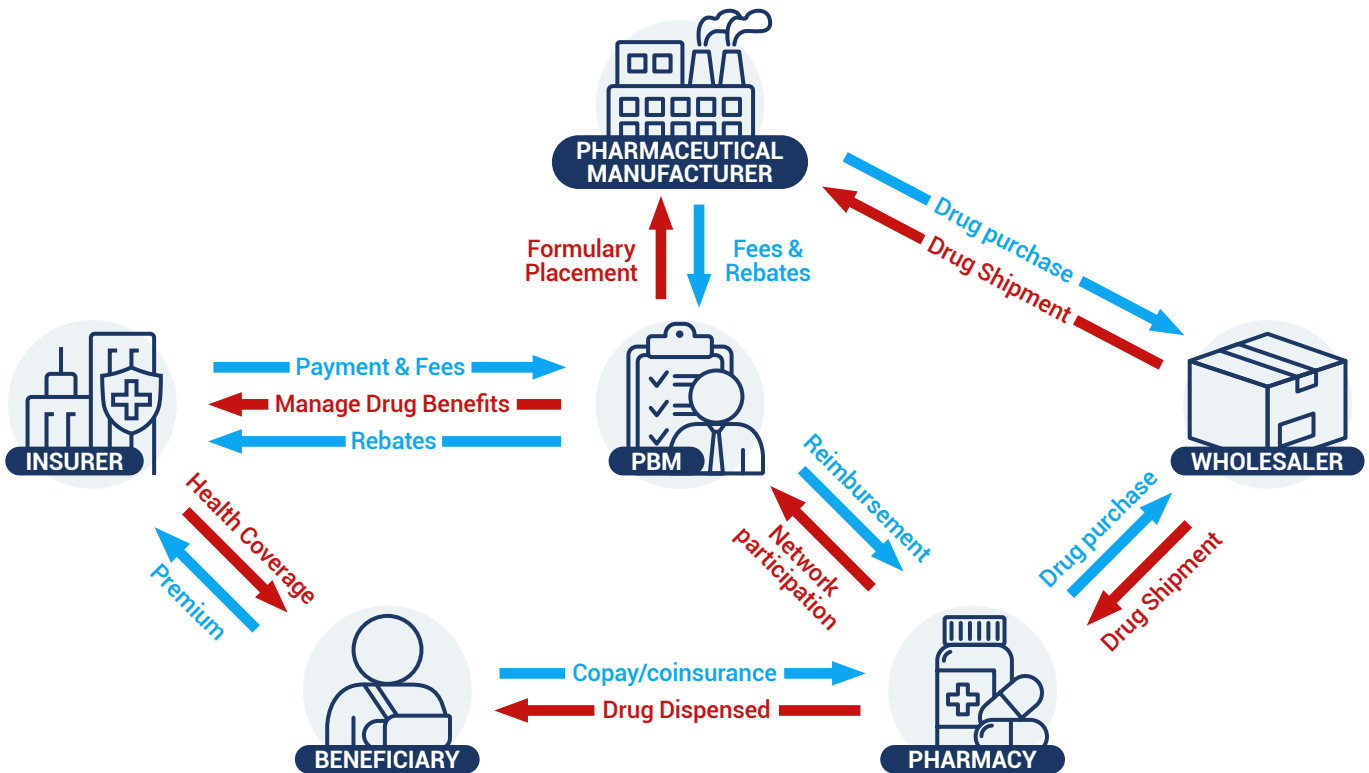 PHARMACEUTICAL
MANUFACTURER
Drug purchase
Drug Shipment
Formulary
Placement
Fees &
Rebates
Payment & Fees
Manage Drug Benefits
Rebates
INSURER
PBM
WHOLESALER
Health Coverage
Premium
Reimbursement
Network
participation
Drug purchase
Drug Shipment
Copay/coinsurance
Drug Dispensed
BENEFICIARY
PHARMACY